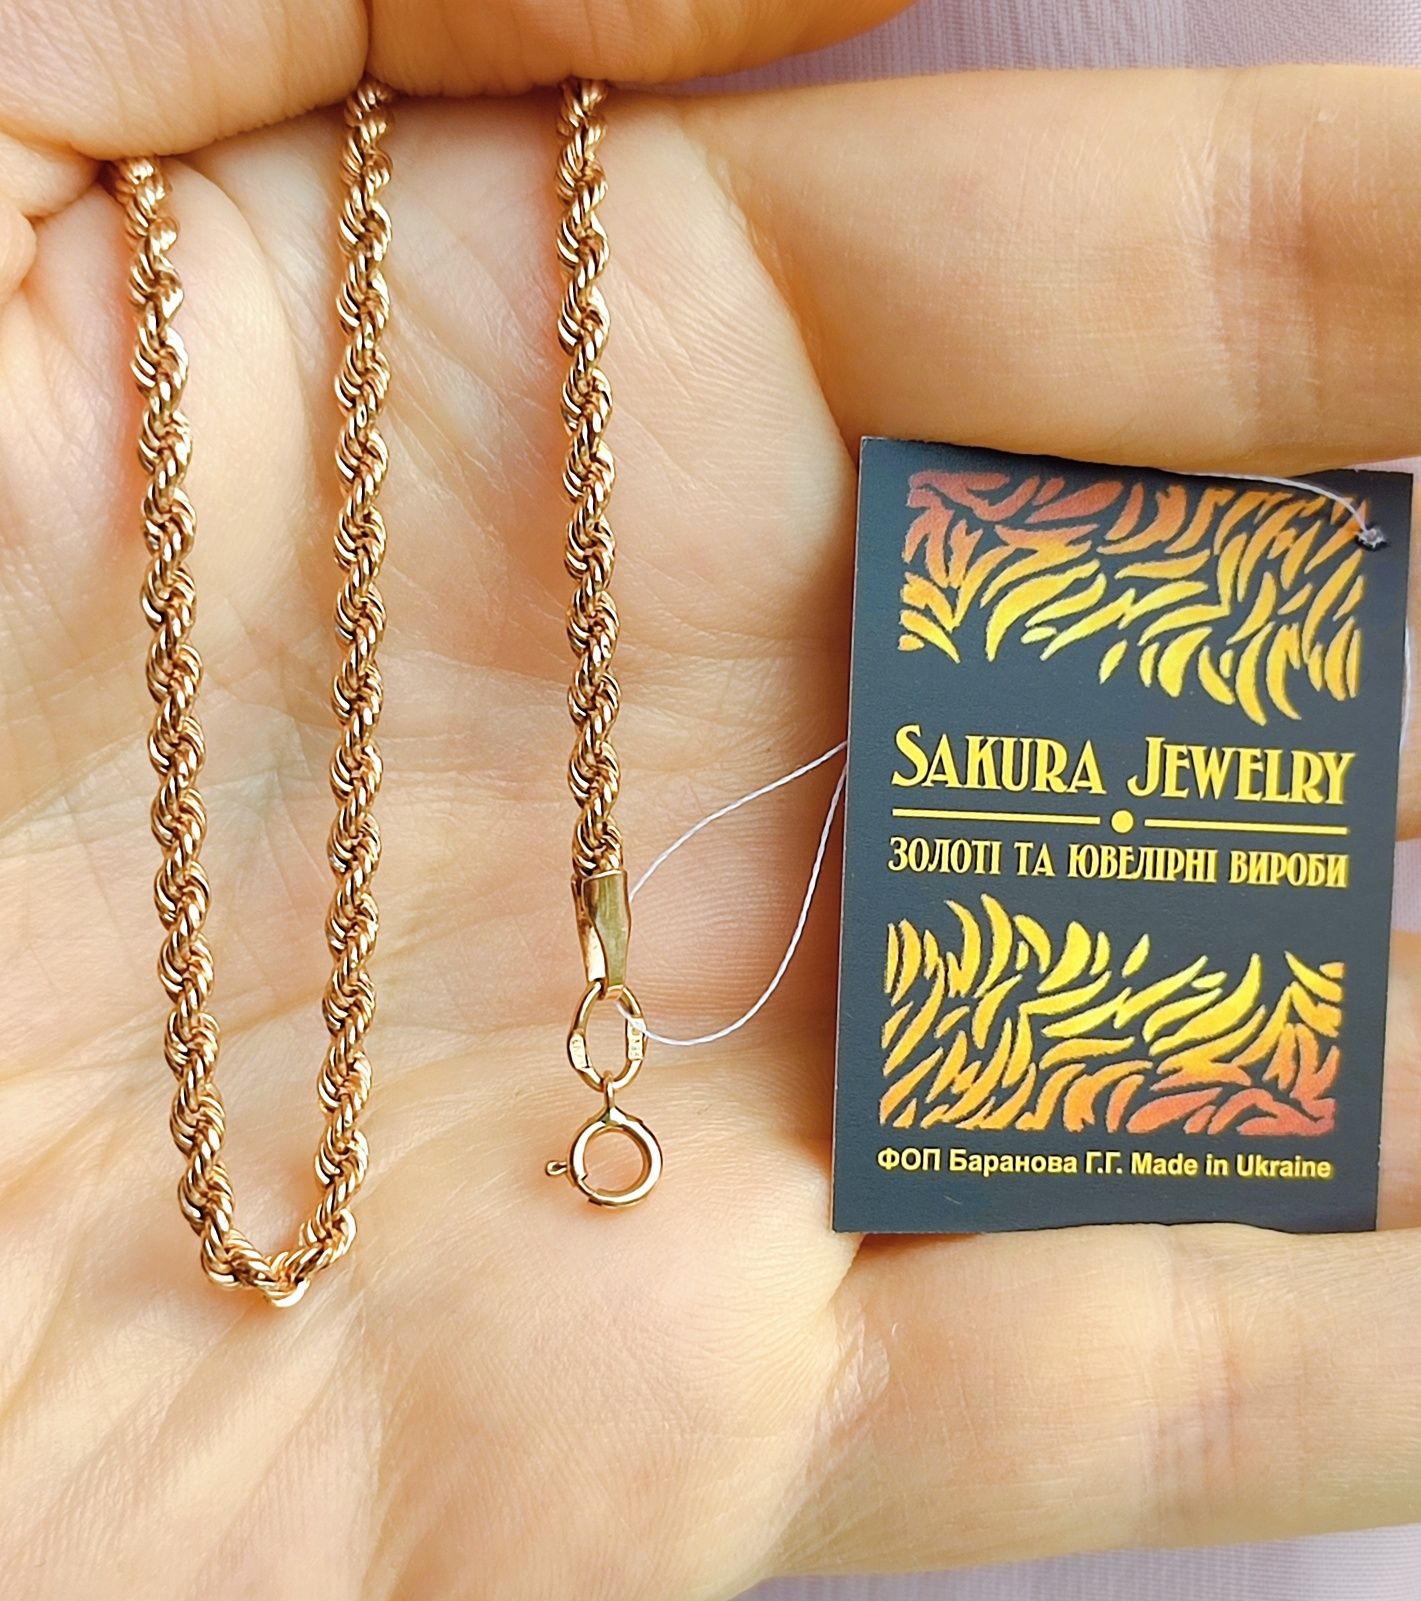 Sakura Jewelry
золоті та ювелірні вироби
ФОП Баранова Г.Г. Made in Ukraine